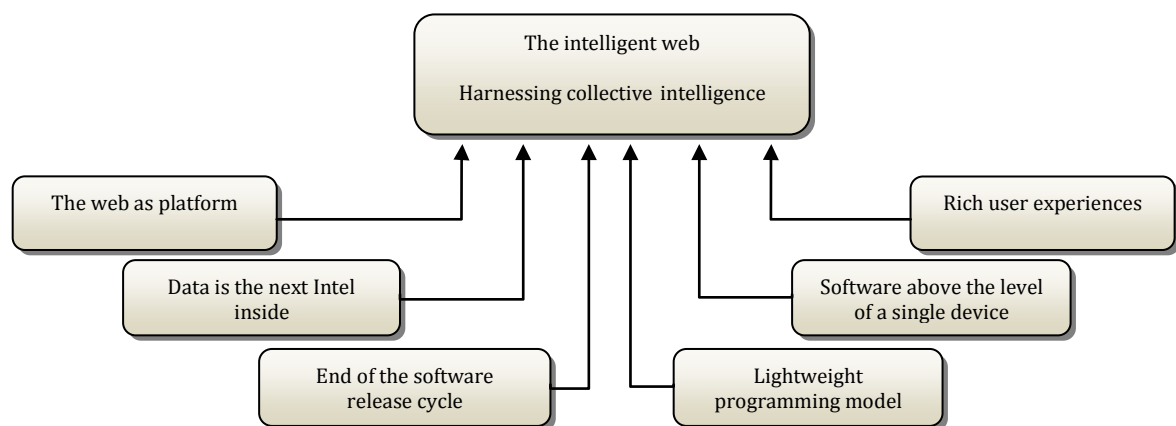 The intelligent web
Harnessing collective intelligence
The web as platform
Rich user experiences
Data is the next Intel
inside
Software above the level
of a single device
End of the software
release cycle
Lightweight
programming model